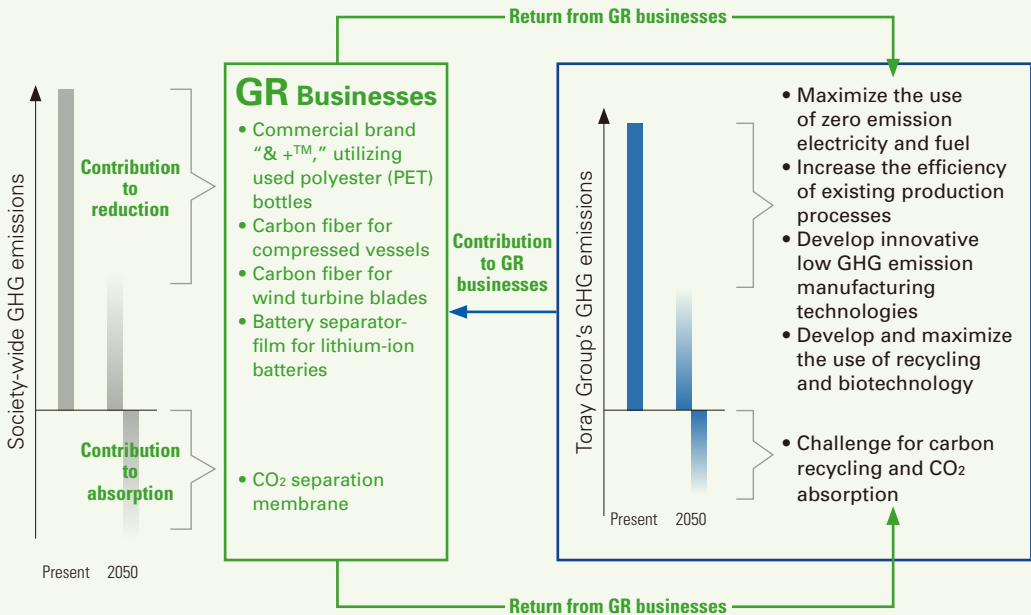 Return from GR businesses
Society-wide GHG emissions
Contribution
to
reduction
Contribution
to
absorption
Present 2050
GR Businesses
• Commercial brand
“& +™,” utilizing
used polyester (PET)
bottles
• Carbon fiber for
compressed vessels
• Carbon fiber for
wind turbine blades
• Battery separator-
film for lithium-ion
batteries
• CO2 separation
membrane
Contribution
to GR
businesses
Toray Group's GHG emissions
Present 2050
• Maximize the use
of zero emission
electricity and fuel
• Increase the efficiency
of existing production
processes
• Develop innovative
low GHG emission
manufacturing
technologies
• Develop and maximize
the use of recycling
and biotechnology
• Challenge for carbon
recycling and CO2
absorption
Return from GR businesses